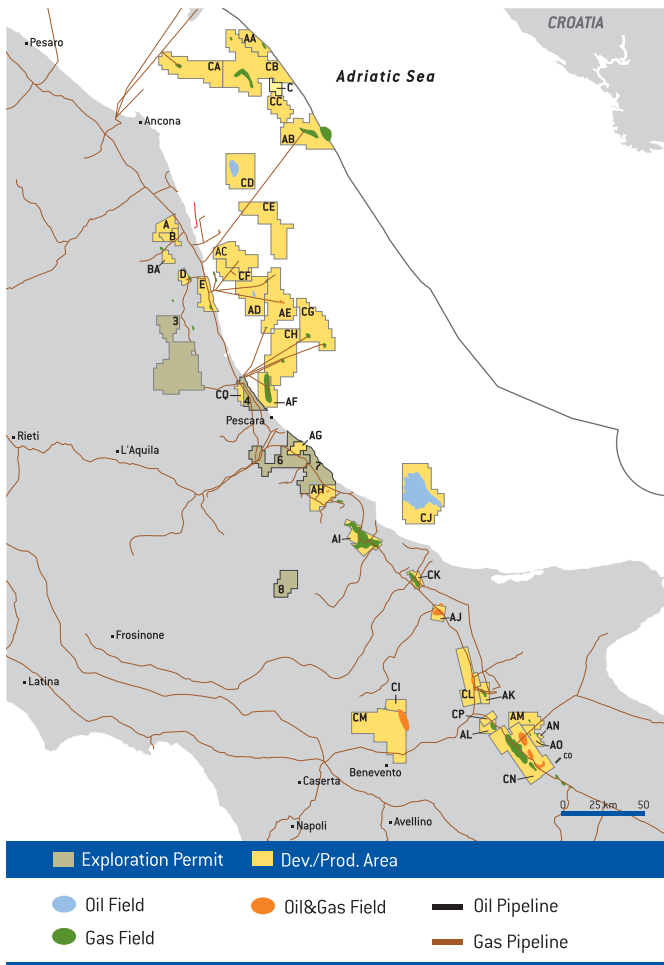 CROATIA
Pesaro
AA
CA
CB
Adriatic Sea
C
CC
Ancona
AB
CD
CE
A
B
AC
BA
D
CF
E
AD
AE
CG
3
CH
CQ
4
AF
Pescara
AG
Rieti
L'Aquila
6
7
AH
CJ
AI
CK
8
AJ
Frosinone
CL
AK
Latina
CI
CM
CP
AM
AN
AL
AO
CO
CN
Benevento
Caserta
0 25 km 50
Napoli
Avellino
Exploration Permit
Dev./Prod. Area
Oil Field
Oil&Gas Field
Oil Pipeline
Gas Field
Gas Pipeline